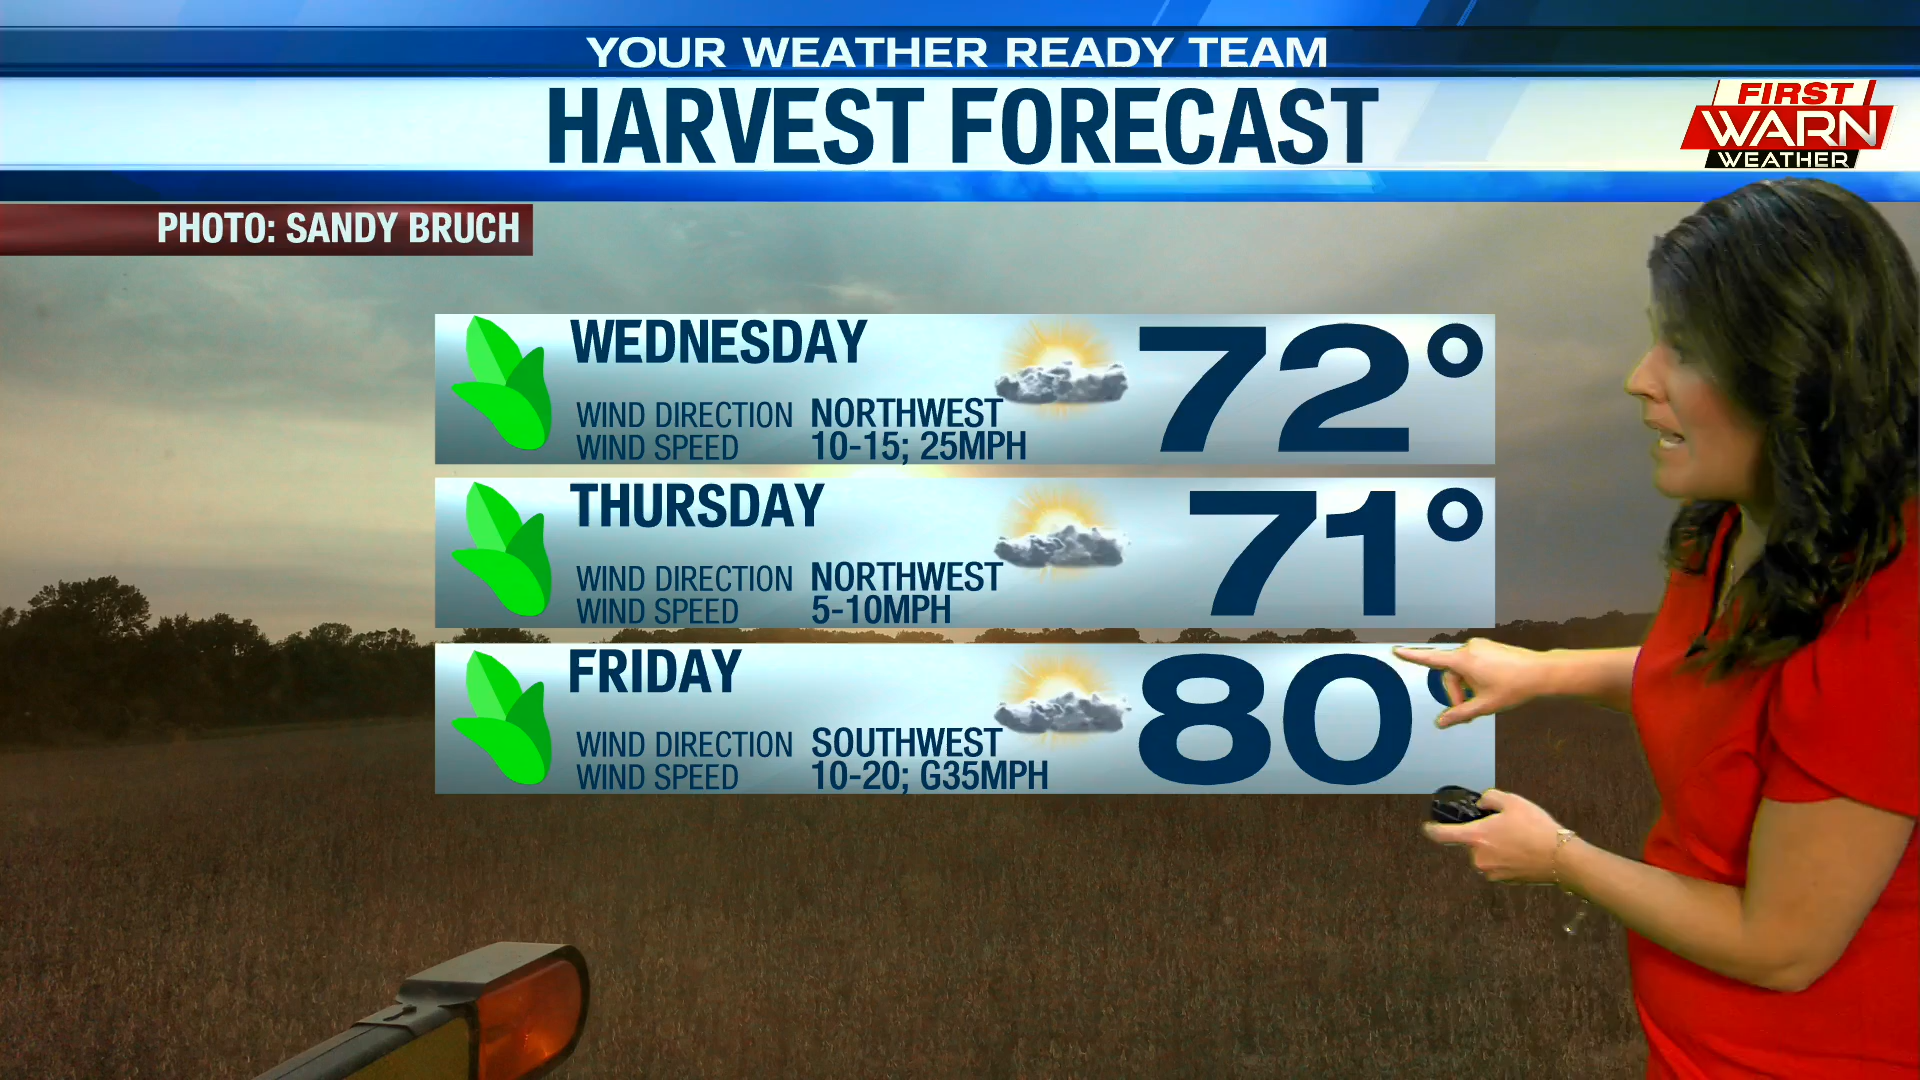 YOUR WEATHER READY TEAM
HARVEST FORECAST
FIRST
WARN
WEATHER
PHOTO: SANDY BRUCH
WEDNESDAY
72°
WIND DIRECTION NORTHWEST
WIND SPEED 10-15; 25MPH
THURSDAY
71°
WIND DIRECTION NORTHWEST
WIND SPEED 5-10MPH
FRIDAY
80°
WIND DIRECTION SOUTHWEST
WIND SPEED 10-20; G35MPH